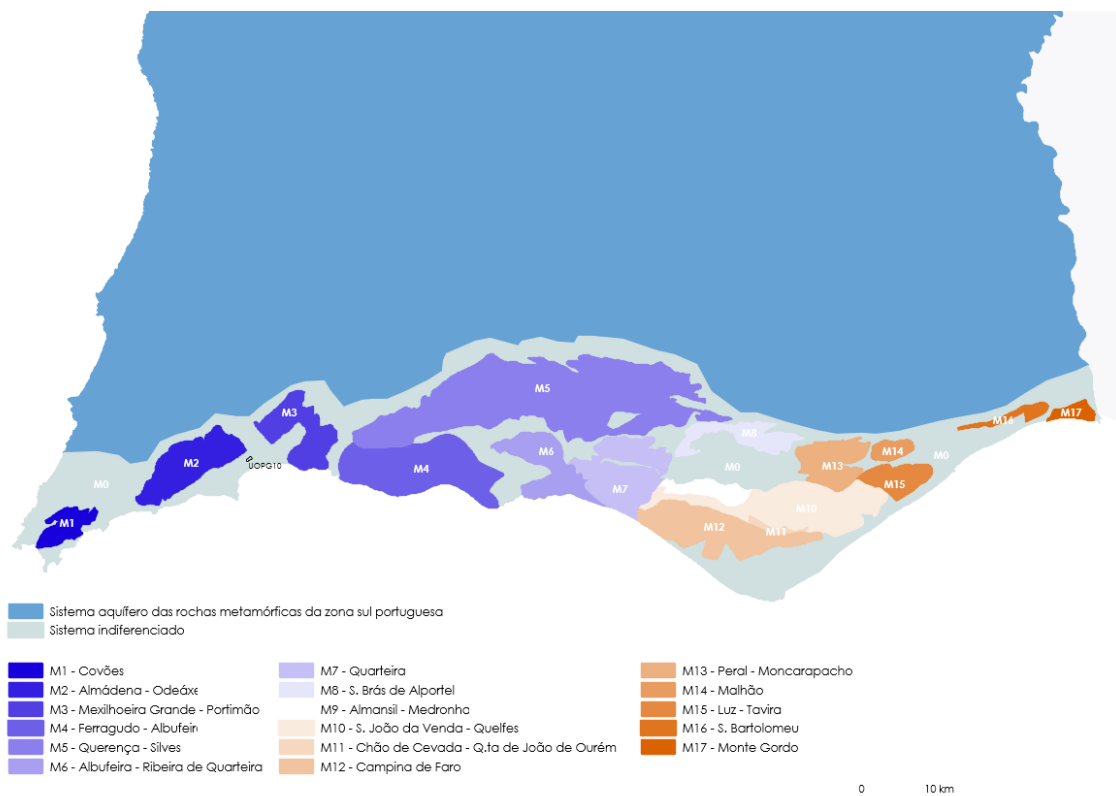 M5
M3
M17
M16
M8
M6
M14
M0
M2
M4
M0
M13
UOPG10
M15
M0
M7
M10
M1
M12
M11
Sistema aquífero das rochas metamórficas da zona sul portuguesa
Sistema indiferenciado
M1 - Covões
M2 - Almádena - Odeáxe
M3 - Mexilhoeira Grande - Portimão
M4 - Ferragudo - Albufeir
M5 - Querença - Silves
M6 - Albufeira - Ribeira de Quarteira
M7 - Quarteira
M8 - S. Brás de Alportel
M9 - Almansil - Medronha
M10 - S. João da Venda - Quelfes
M11 - Chão de Cevada - Q.ta de João de Ourém
M12 - Campina de Faro
M13 - Peral - Moncarapacho
M14 - Malhão
M15 - Luz - Tavira
M16 - S. Bartolomeu
M17 - Monte Gordo
0 10 km